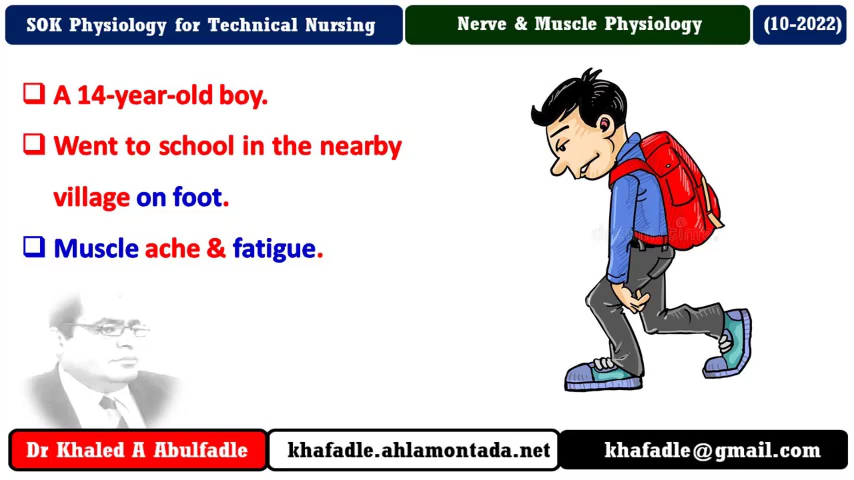 SOK Physiology for Technical Nursing
Nerve & Muscle Physiology
(10-2022)
A 14-year-old boy.
Went to school in the nearby
village on foot.
Muscle ache & fatigue.
Dr Khaled A Abulfadle
khafadle.ahlamontada.net
khafadle@gmail.com